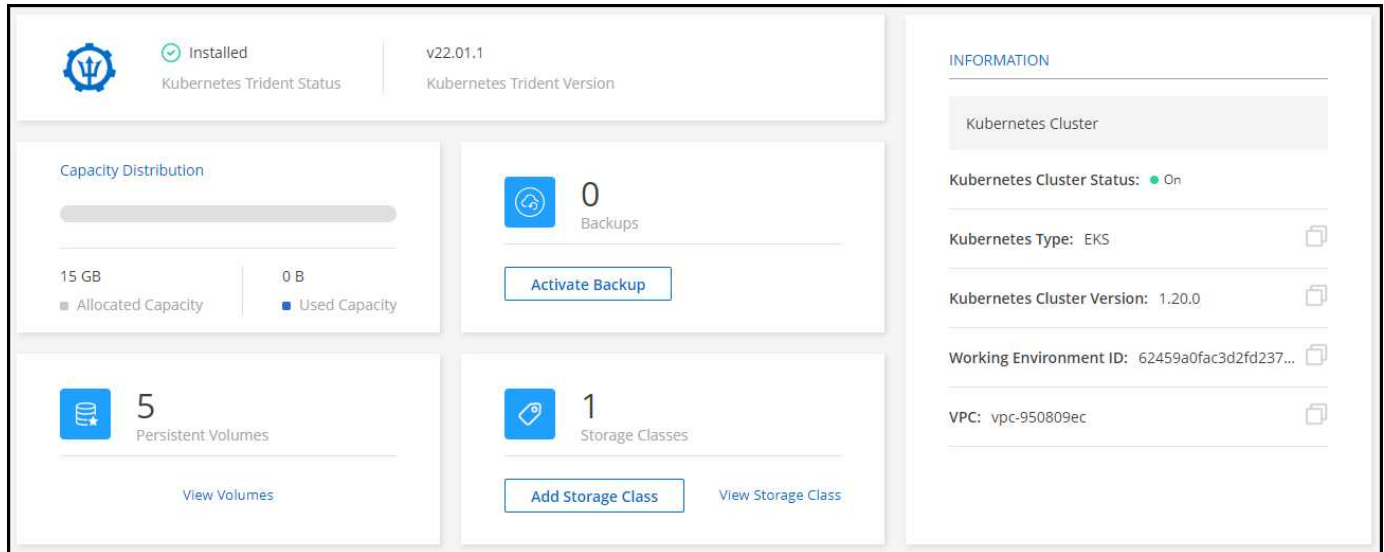 Installed
Kubernetes Trident Status
v22.01.1
Kubernetes Trident Version
Capacity Distribution
15 GB
Allocated Capacity
0 B
Used Capacity
0
Backups
Activate Backup
5
Persistent Volumes
View Volumes
1
Storage Classes
Add Storage Class
View Storage Class
INFORMATION
Kubernetes Cluster
Kubernetes Cluster Status: On
Kubernetes Type: EKS
Kubernetes Cluster Version: 1.20.0
Working Environment ID: 62459a0fac3d2fd237...
VPC: vpc-950809ec